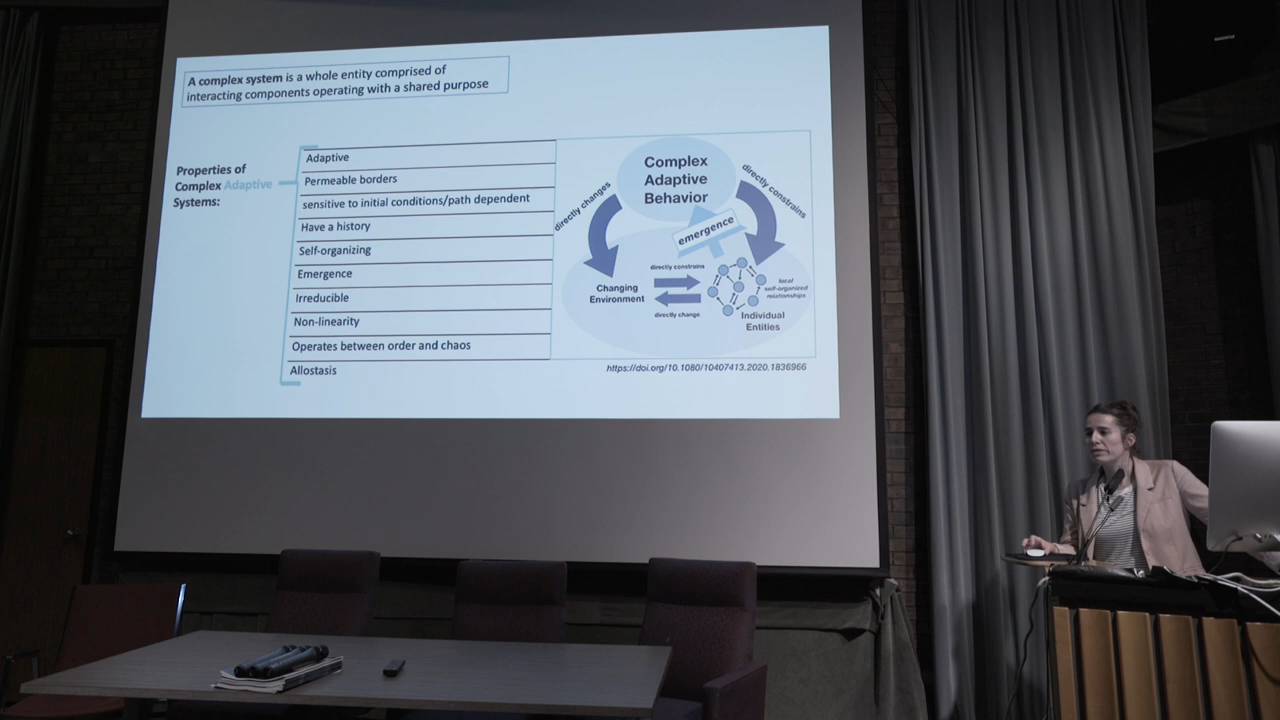 A complex system is a whole entity comprised of
interacting components operating with a shared purpose
Properties of
Complex Adaptive
Systems:
Adaptive
Permeable borders
sensitive to initial conditions/path dependent
Have a history
Self-organizing
Emergence
Irreducible
Non-linearity
Operates between order and chaos
Allostasis
Complex
Adaptive
Behavior
directly changes
directly constrains
emergence
directly constrains
Changing
Environment
directly change
local
self-organized
relationships
Individual
Entities
https://doi.org/10.1080/10407413.2020.1836966